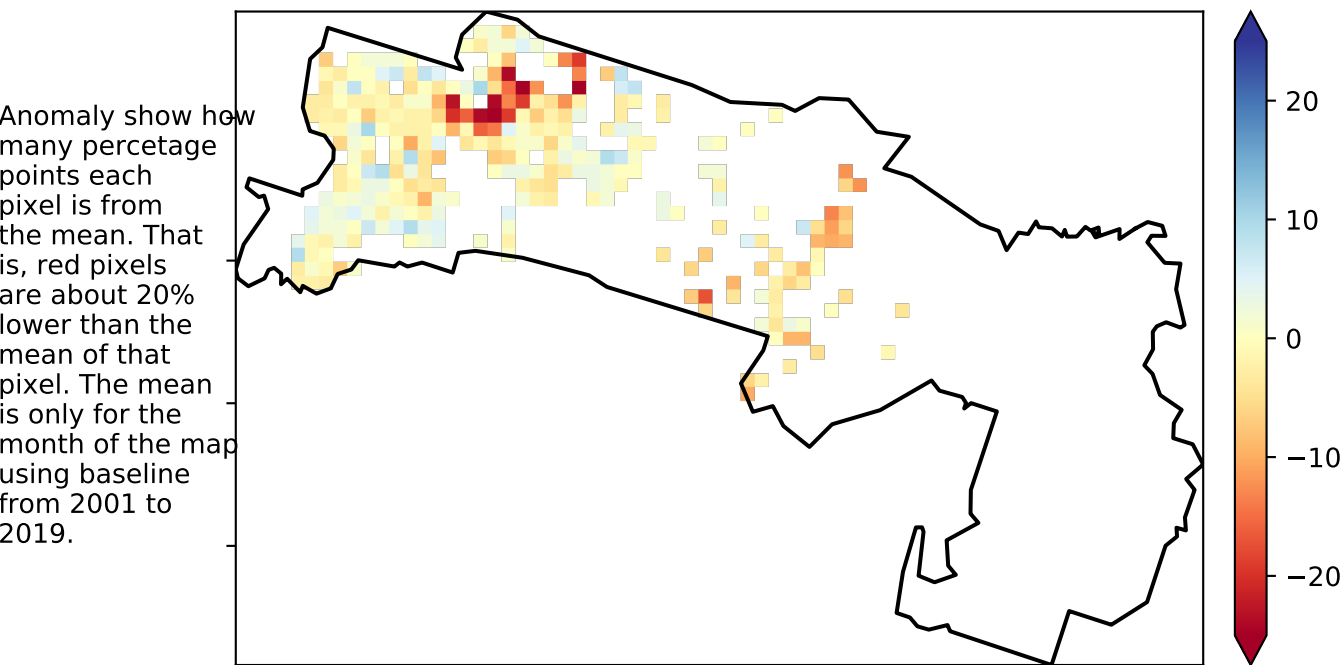 Anomaly show how
many percetage
points each
pixel is from
the mean. That
is, red pixels
are about 20%
lower than the
mean of that
pixel. The mean
is only for the
month of the map
using baseline
from 2001 to
2019.
20
10
0
−10
−20